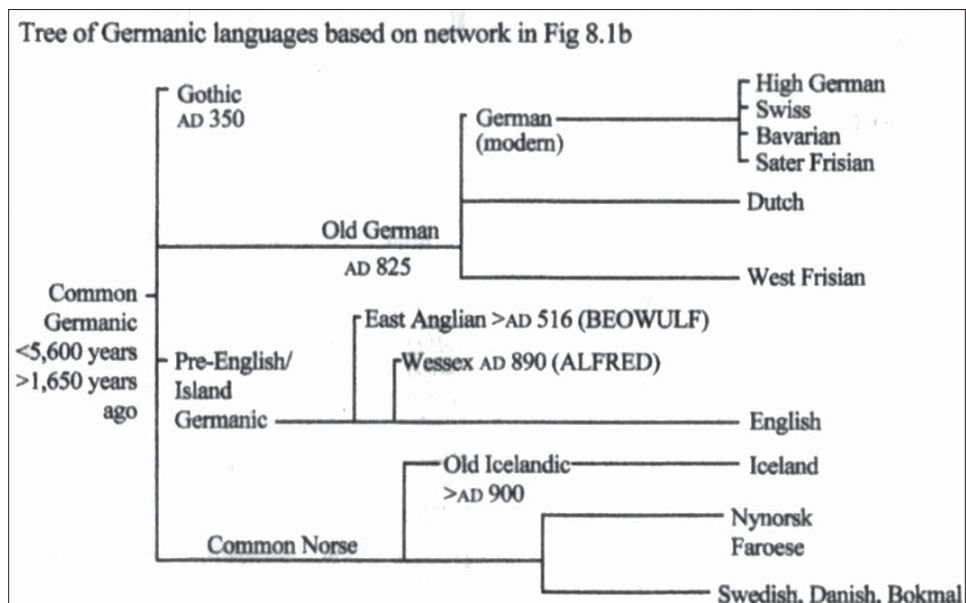 Tree of Germanic languages based on network in Fig 8.1b
Gothic
AD 350
German
(modern)
High German
Swiss
Bavarian
Sater Frisian
Dutch
Old German
AD 825
West Frisian
Common
Germanic
<5,600 years
>1,650 years
ago
East Anglian >AD 516 (BEOWULF)
Pre-English/
Island
Germanic
Wessex AD 890 (ALFRED)
English
Old Icelandic
>AD 900
Iceland
Common Norse
Nynorsk
Faroese
Swedish, Danish, Bokmal